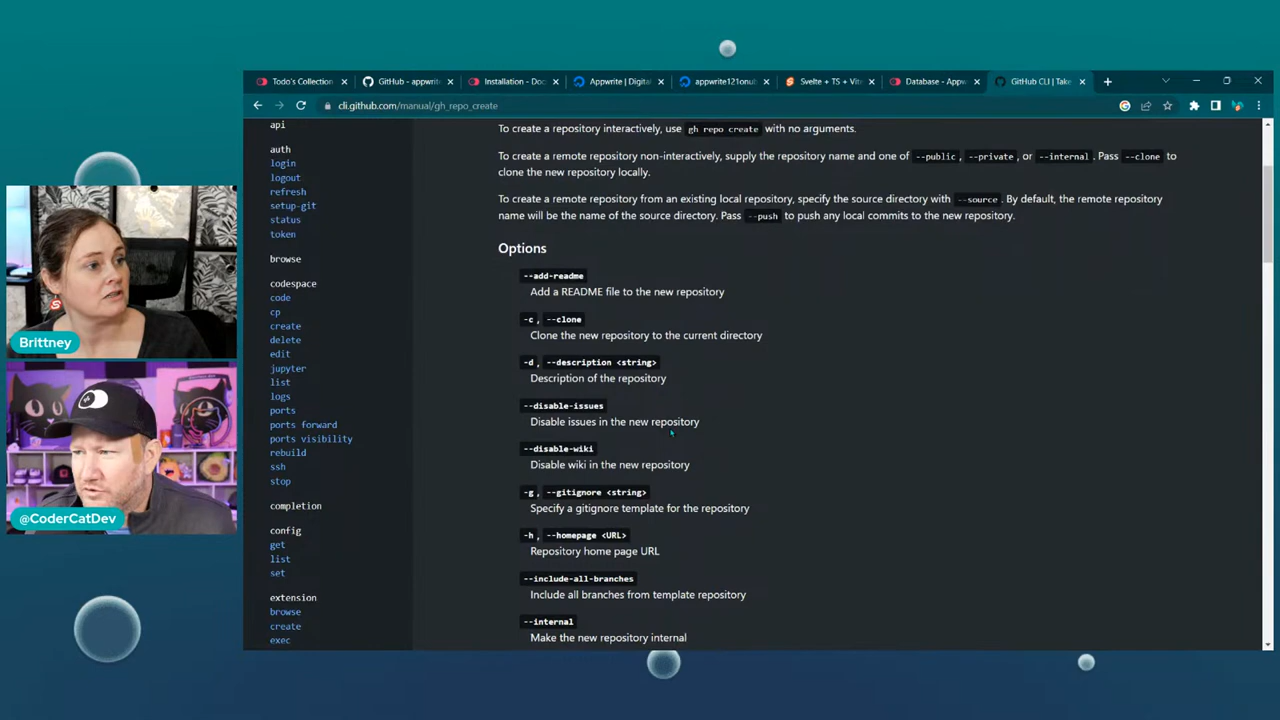 Todo's Collection
GitHub - appwrit
Installation - Doc
Appwrite | Digital
appwrite121onub
Svelte + TS + Vit
Database - Appw
GitHub CLI | Take
cli.github.com/manual/gh_repo_create
api
auth
login
logout
refresh
setup-git
status
token
browse
codespace
code
cp
create
delete
edit
jupyter
list
logs
ports
ports forward
ports visibility
rebuild
ssh
stop
completion
config
get
list
set
extension
browse
create
exec
To create a repository interactively, use gh repo create with no arguments.
To create a remote repository non-interactively, supply the repository name and one of --public, --private, or --internal. Pass --clone to
clone the new repository locally.
To create a remote repository from an existing local repository, specify the source directory with --source. By default, the remote repository
name will be the name of the source directory. Pass --push to push any local commits to the new repository.
Options
--add-readme
Add a README file to the new repository
-c, --clone
Clone the new repository to the current directory
-d, --description <string>
Description of the repository
--disable-issues
Disable issues in the new repository
--disable-wiki
Disable wiki in the new repository
-g, --gitignore <string>
Specify a gitignore template for the repository
-h, --homepage <URL>
Repository home page URL
--include-all-branches
Include all branches from template repository
--internal
Make the new repository internal
Brittney
@CoderCatDev